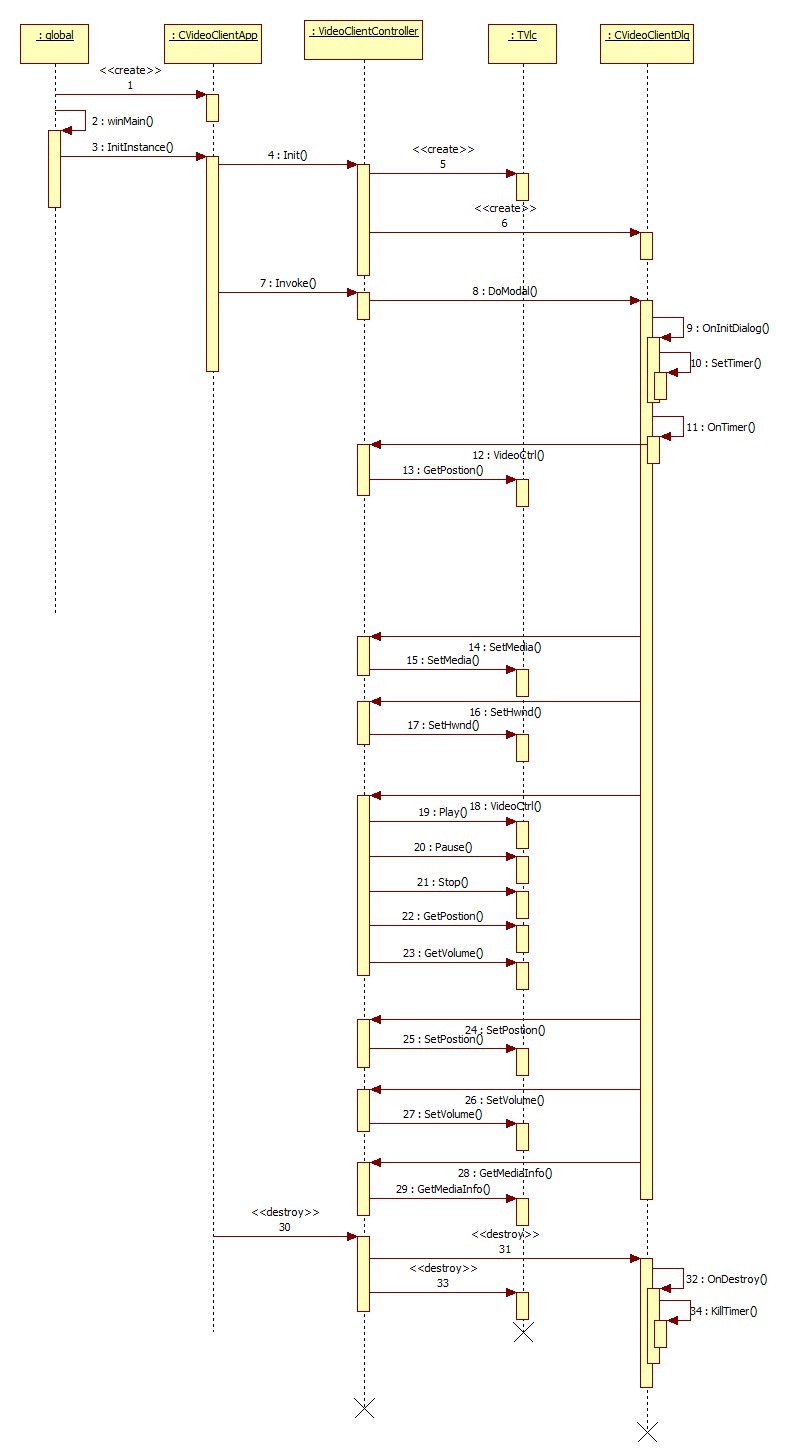 : global
: CVideoClientApp
: VideoClientController
: TVlc
: CVideoClientDlg
<<create>>
1
2 : winMain()
3 : InitInstance()
4 : Init()
<<create>>
5
<<create>>
6
7 : Invoke()
8 : DoModal()
9 : OnInitDialog()
10 : SetTimer()
11 : OnTimer()
12 : VideoCtrl()
13 : GetPostion()
14 : SetMedia()
15 : SetMedia()
16 : SetHwnd()
17 : SetHwnd()
18 : VideoCtrl()
19 : Play()
20 : Pause()
21 : Stop()
22 : GetPostion()
23 : GetVolume()
24 : SetPostion()
25 : SetPostion()
26 : SetVolume()
27 : SetVolume()
28 : GetMediaInfo()
29 : GetMediaInfo()
<<destroy>>
30
<<destroy>>
31
<<destroy>>
33
32 : OnDestroy()
34 : KillTimer()